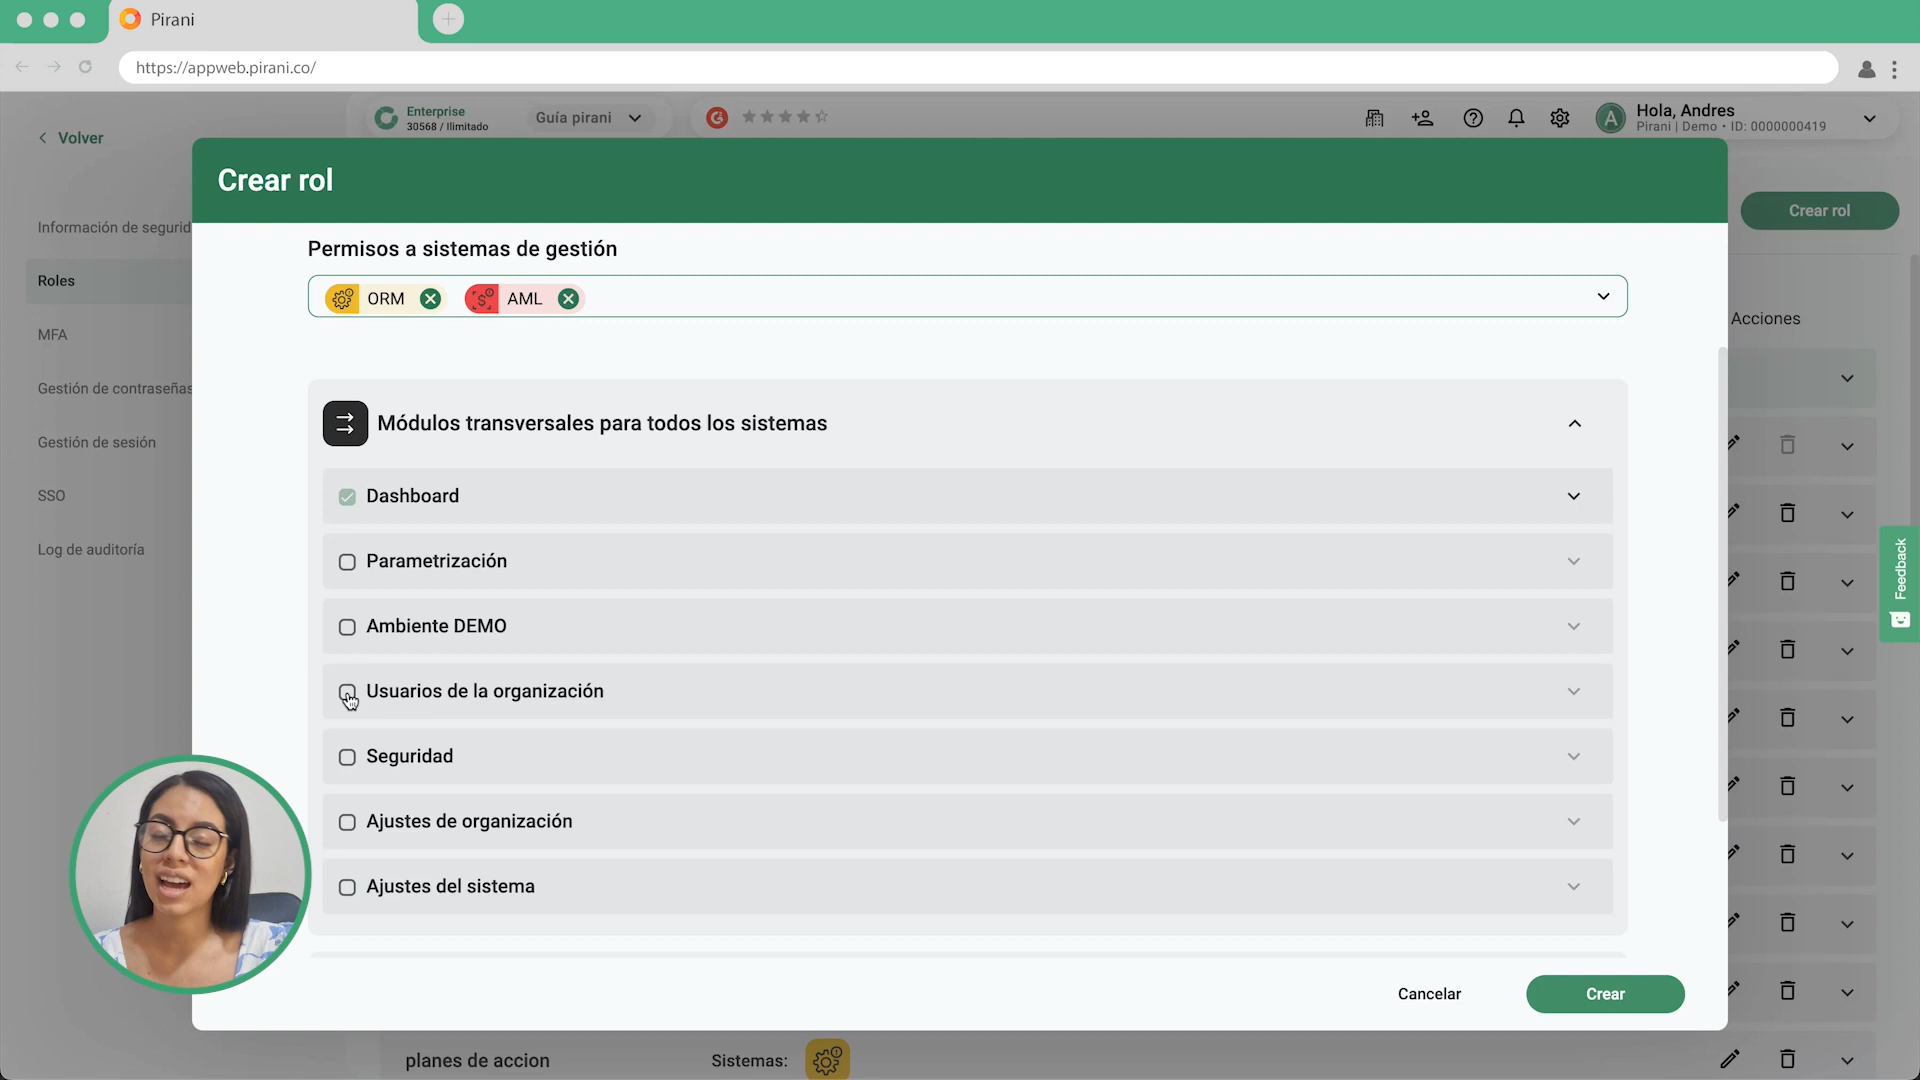 Pirani
https://appweb.pirani.co/
Volver
Enterprise
30568 / Ilimitado
Guía pirani
Hola, Andres
Pirani | Demo • ID: 0000000419
Crear rol
Crear rol
Información de segurid
Roles
MFA
Gestión de contraseñas
Gestión de sesión
SSO
Log de auditoría
Permisos a sistemas de gestión
ORM
AML
Acciones
Módulos transversales para todos los sistemas
Dashboard
Parametrización
Ambiente DEMO
Usuarios de la organización
Seguridad
Ajustes de organización
Ajustes del sistema
Feedback
Cancelar
Crear
planes de accion
Sistemas: